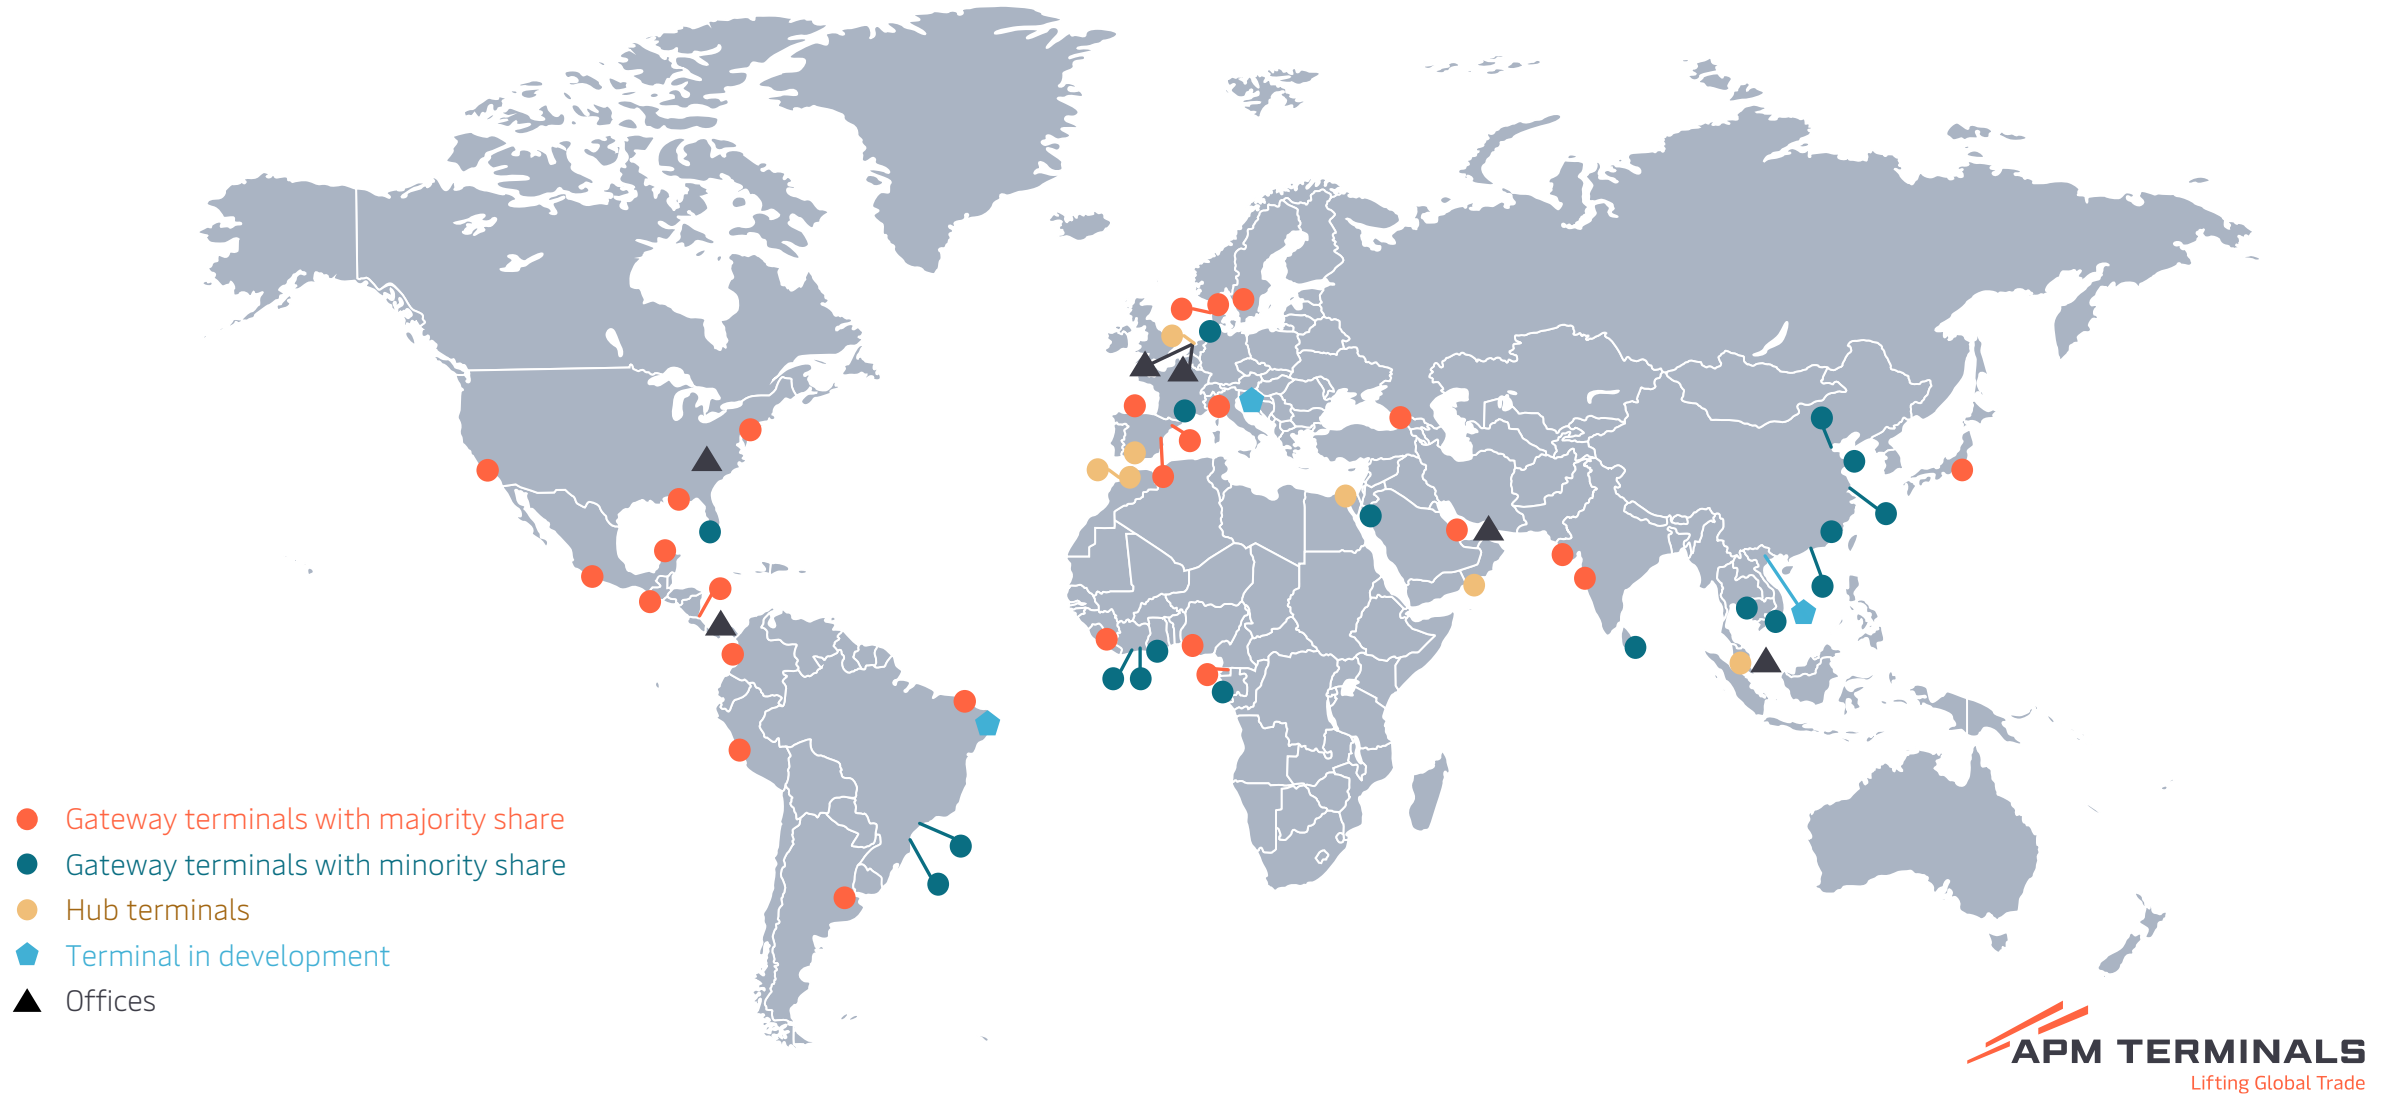 Gateway terminals with majority share
Gateway terminals with minority share
Hub terminals
Terminal in development
Offices
APM TERMINALS
Lifting Global Trade